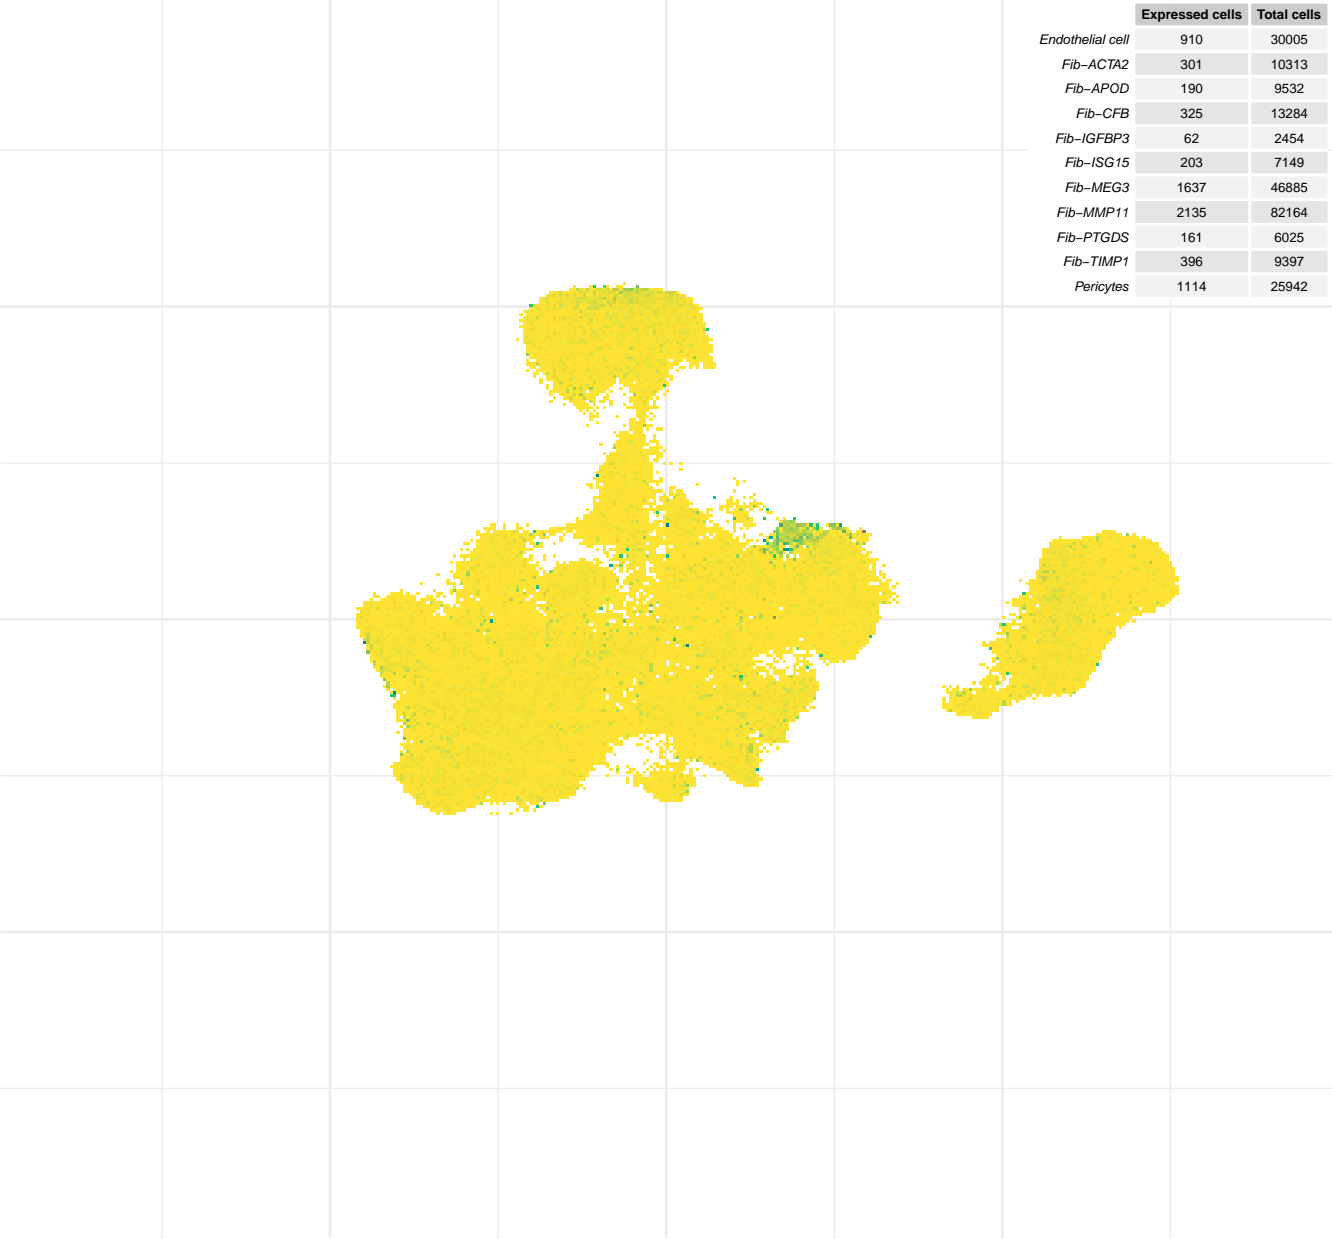 Expressed cells Total cells
Endothelial cell 910 30005
Fib−ACTA2 301 10313
Fib−APOD 190 9532
Fib−CFB 325 13284
Fib−IGFBP3 62 2454
Fib−ISG15 203 7149
Fib−MEG3 1637 46885
Fib−MMP11 2135 82164
Fib−PTGDS 161 6025
Fib−TIMP1 396 9397
Pericytes 1114 25942